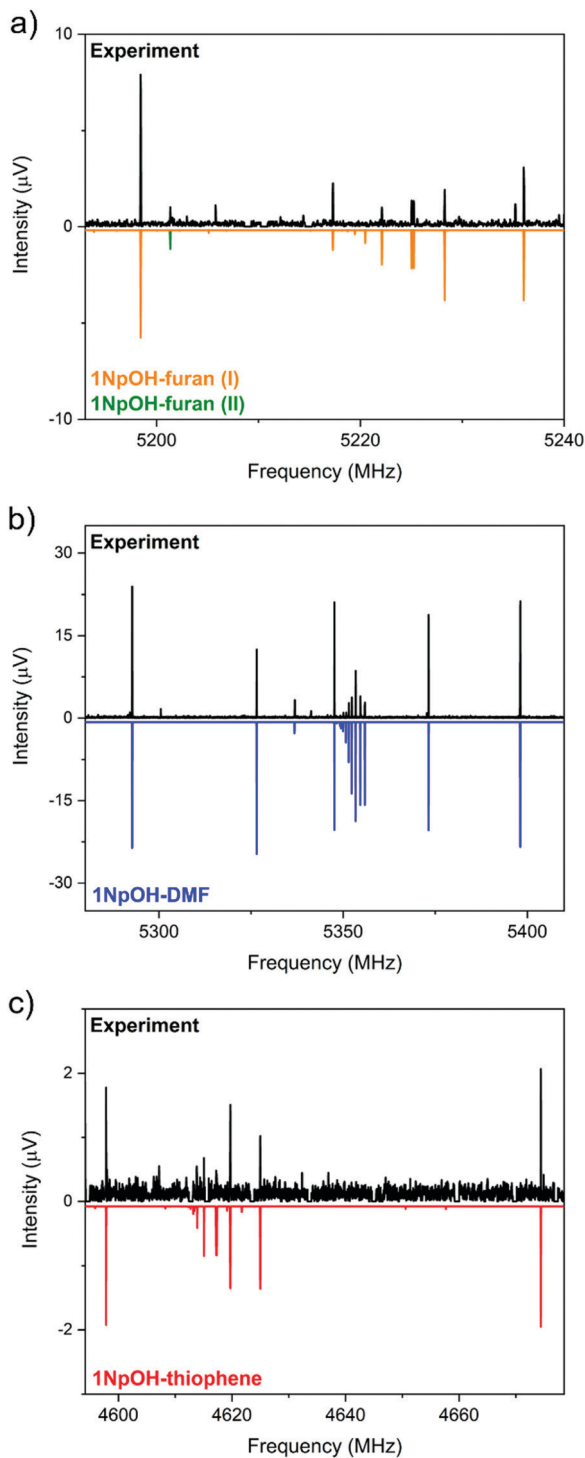 a)
10
Experiment
0
Intensity (μV)
1NpOH-furan (I)
1NpOH-furan (II)
-10
5200 5220 5240
Frequency (MHz)
b)
Experiment
30
15
0
Intensity (μV)
-15
-30
1NpOH-DMF
5300 5350 5400
Frequency (MHz)
c)
Experiment
2
0
Intensity (μV)
-2
1NpOH-thiophene
4600 4620 4640 4660
Frequency (MHz)